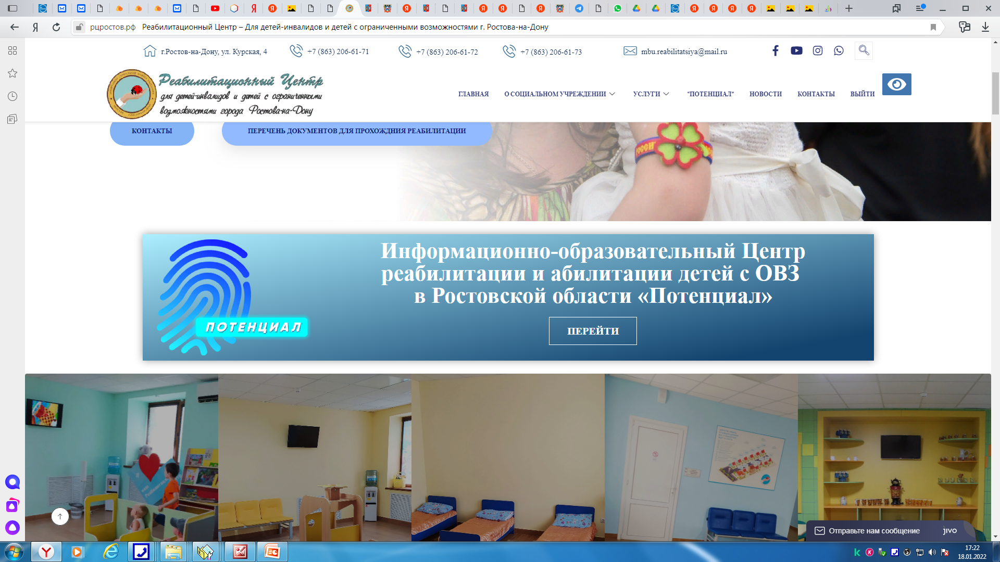 рцростов.рф Реабилитационный Центр – Для детей-инвалидов и детей с ограниченными возможностями г. Ростова-на-Дону
г.Ростов-на-Дону, ул. Курская, 4
+7 (863) 206-61-71
+7 (863) 206-61-72
+7 (863) 206-61-73
mbu.reabilitatsiya@mail.ru
Реабилитационный Центр
для детей-инвалидов и детей с ограниченными
возможностями города Ростова-на-Дону
ГЛАВНАЯ
О СОЦИАЛЬНОМ УЧРЕЖДЕНИИ
УСЛУГИ
"ПОТЕНЦИАЛ"
НОВОСТИ
КОНТАКТЫ
ВЫЙТИ
КОНТАКТЫ
ПЕРЕЧЕНЬ ДОКУМЕНТОВ ДЛЯ ПРОХОЖДНИЯ РЕАБИЛИТАЦИИ
РОССИ
Информационно-образовательный Центр
реабилитации и абилитации детей с ОВЗ
в Ростовской области «Потенциал»
ПОТЕНЦИАЛ
ПЕРЕЙТИ
Отправьте нам сообщение
jivo
17:22
18.01.2022